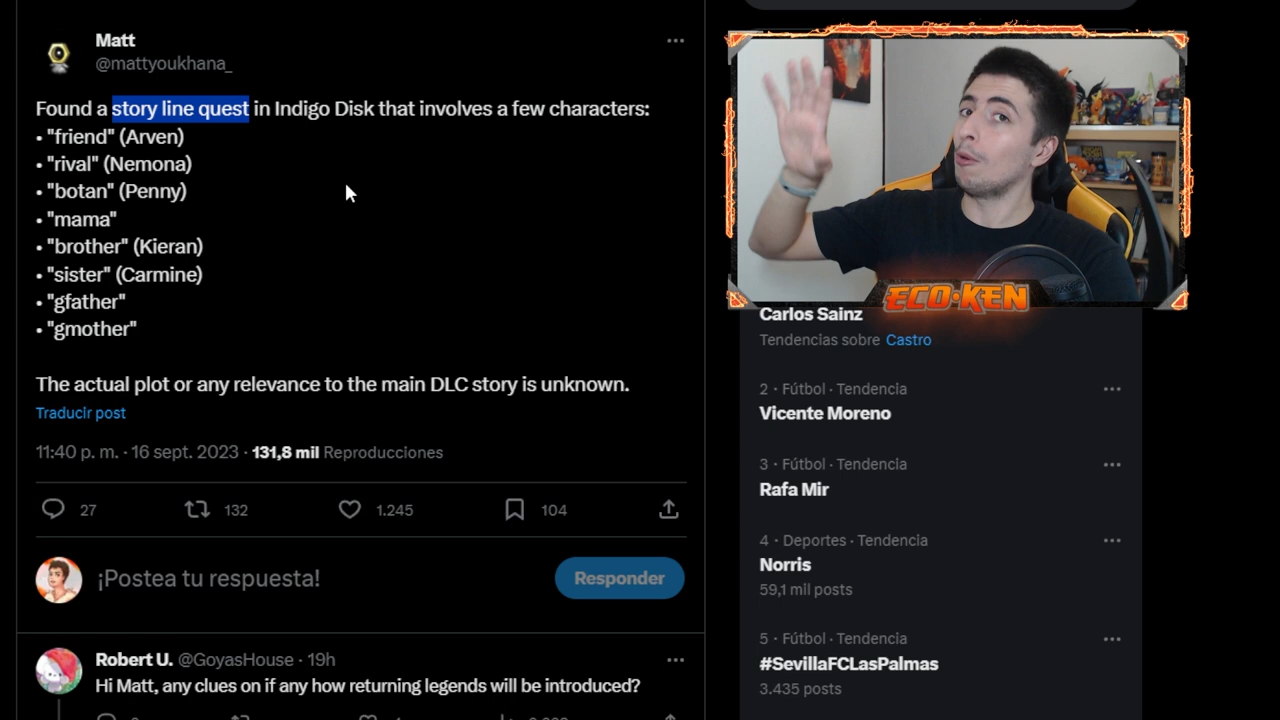 Matt
@mattyoukhana_
Found a story line quest in Indigo Disk that involves a few characters:
• "friend" (Arven)
• "rival" (Nemona)
• "botan" (Penny)
• "mama"
• "brother" (Kieran)
• "sister" (Carmine)
• "gfather"
• "gmother"
The actual plot or any relevance to the main DLC story is unknown.
Traducir post
11:40 p. m. · 16 sept. 2023 · 131,8 mil Reproducciones
27 132 1.245 104
¡Postea tu respuesta!
Responder
Robert U. @GoyasHouse · 19h
Hi Matt, any clues on if any how returning legends will be introduced?
ECO·KEN
Carlos Sainz
Tendencias sobre Castro
2 · Fútbol · Tendencia
Vicente Moreno
3 · Fútbol · Tendencia
Rafa Mir
4 · Deportes · Tendencia
Norris
59,1 mil posts
5 · Fútbol · Tendencia
#SevillaFCLasPalmas
3.435 posts